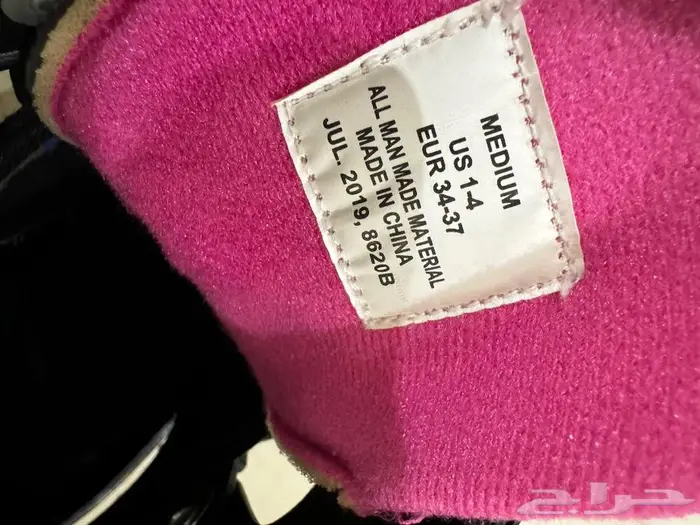 MEDIUM
US 1-4
EUR 34-37
ALL MAN MADE MATERIAL
MADE IN CHINA
JUL. 2019, 8620B
حراج